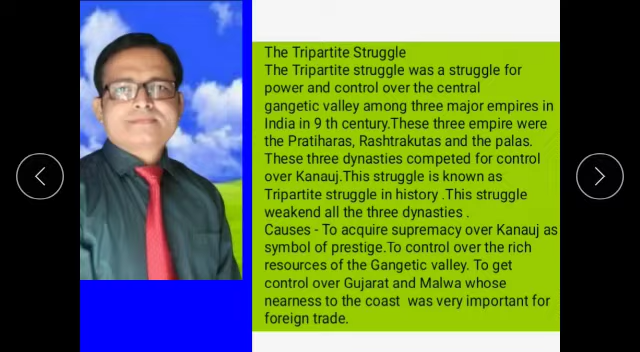 The Tripartite Struggle
The Tripartite struggle was a struggle for
power and control over the central
gangetic valley among three major empires in
India in 9 th century.These three empire were
the Pratiharas, Rashtrakutas and the palas.
These three dynasties competed for control
over Kanauj.This struggle is known as
Tripartite struggle in history .This struggle
weakend all the three dynasties .
Causes - To acquire supremacy over Kanauj as
symbol of prestige.To control over the rich
resources of the Gangetic valley. To get
control over Gujarat and Malwa whose
nearness to the coast  was very important for
foreign trade.